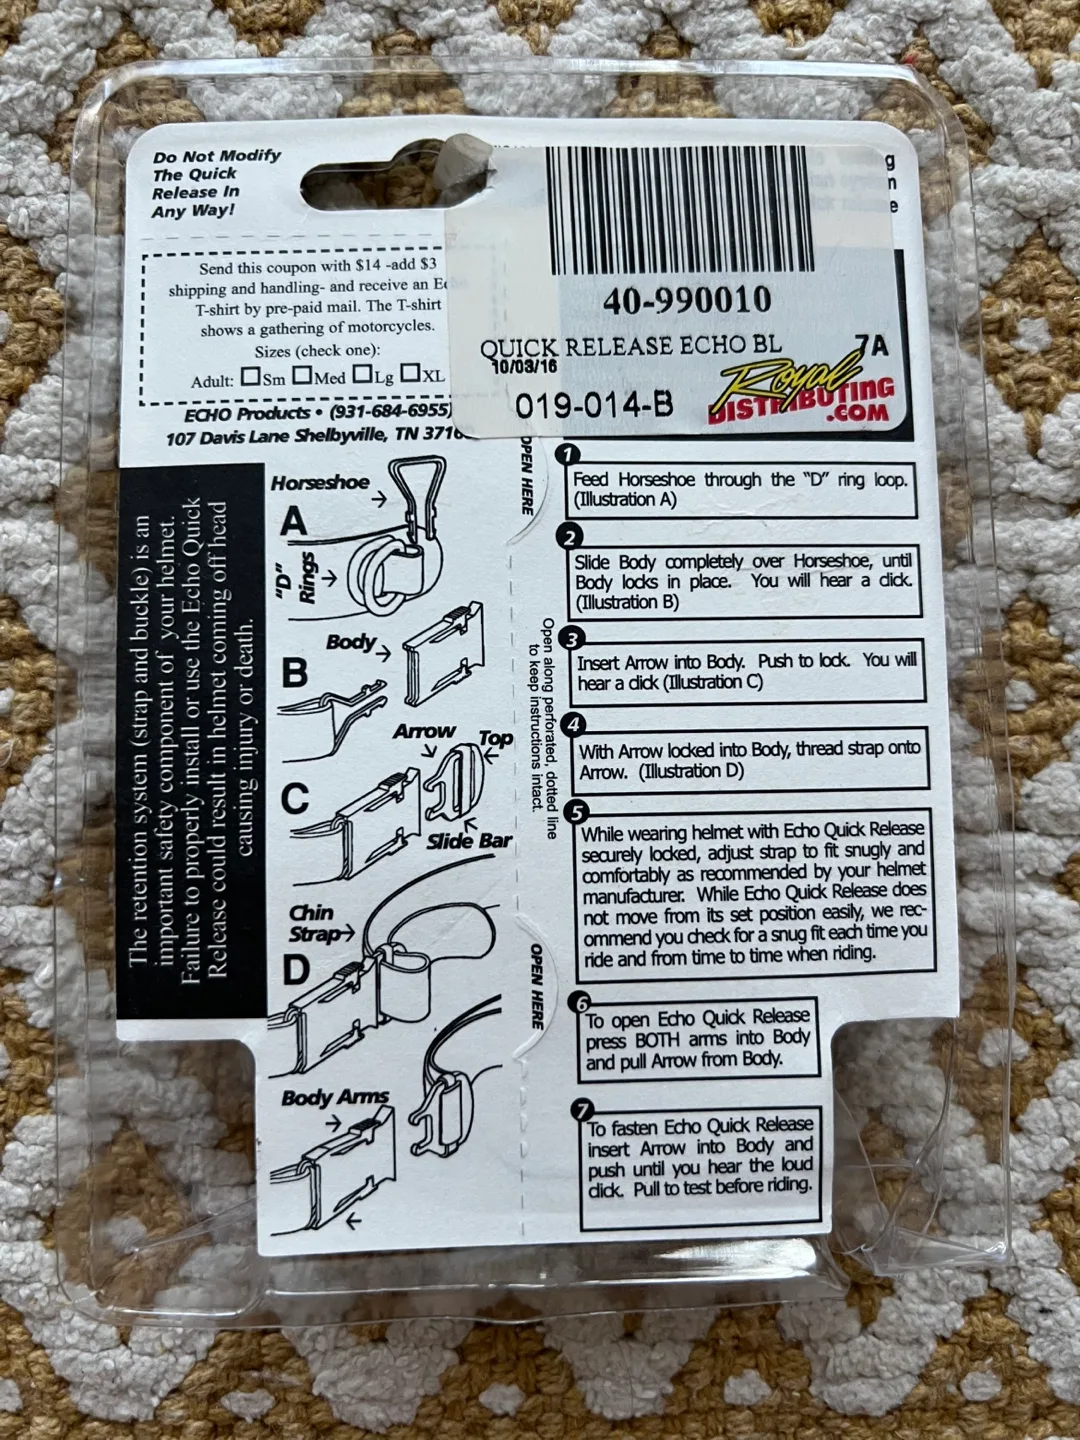 Do Not Modify
The Quick
Release In
Any Way!
Send this coupon with $14 -add $3
shipping and handling- and receive an
T-shirt by pre-paid mail. The T-shirt
shows a gathering of motorcycles.
Sizes (check one):
Adult: Sm Med Lg XL
ECHO Products • (931-684-6955)
107 Davis Lane Shelbyville, TN
40-990010
QUICK RELEASE ECHO BL 7A
10/03/16
019-014-B
Royal
DISTRIBUTING
.COM
The retention system (strap and buckle) is an
important safety component of your helmet.
Failure to properly install or use the Echo Quick
Release could result in helmet coming off head
causing injury or death.
Horseshoe
A
"D"
Rings
Body
B
Arrow
Top
C
Slide Bar
Chin
Strap
D
Body Arms
OPEN HERE
Open along perforated, dotted line
to keep instructions intact.
OPEN HERE
1
Feed Horseshoe through the "D" ring loop.
(Illustration A)
2
Slide Body completely over Horseshoe, until
Body locks in place. You will hear a click.
(Illustration B)
3
Insert Arrow into Body. Push to lock. You will
hear a click (Illustration C)
4
With Arrow locked into Body, thread strap onto
Arrow. (Illustration D)
5
While wearing helmet with Echo Quick Release
securely locked, adjust strap to fit snugly and
comfortably as recommended by your helmet
manufacturer. While Echo Quick Release does
not move from its set position easily, we rec-
ommend you check for a snug fit each time you
ride and from time to time when riding.
6
To open Echo Quick Release
press BOTH arms into Body
and pull Arrow from Body.
7
To fasten Echo Quick Release
insert Arrow into Body and
push until you hear the loud
click. Pull to test before riding.